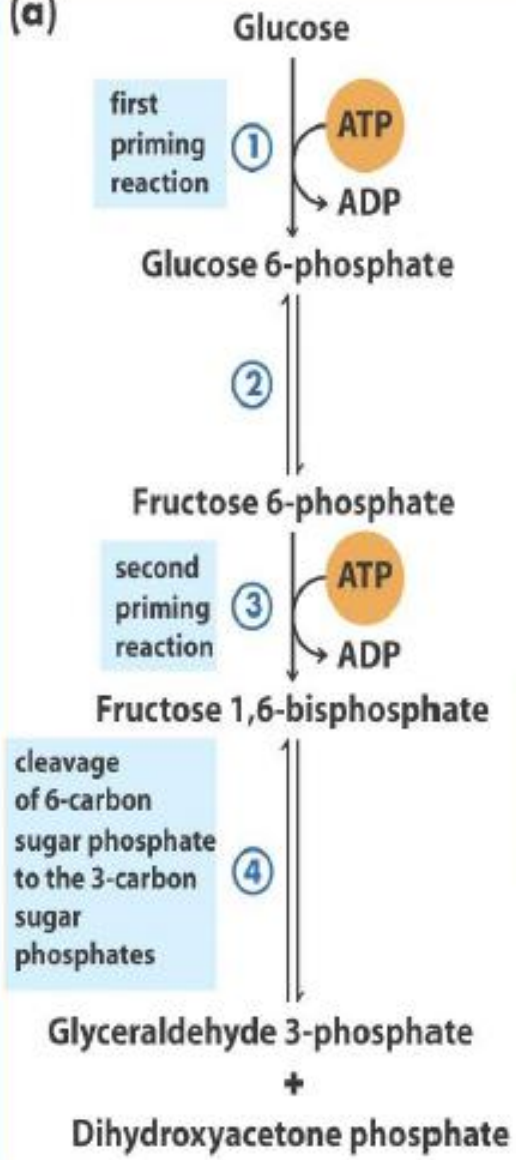 (a)
Glucose
first
priming
reaction
1
ATP
ADP
Glucose 6-phosphate
2
Fructose 6-phosphate
second
priming
reaction
3
ATP
ADP
Fructose 1,6-bisphosphate
cleavage
of 6-carbon
sugar phosphate
to the 3-carbon
sugar
phosphates
4
Glyceraldehyde 3-phosphate
+
Dihydroxyacetone phosphate